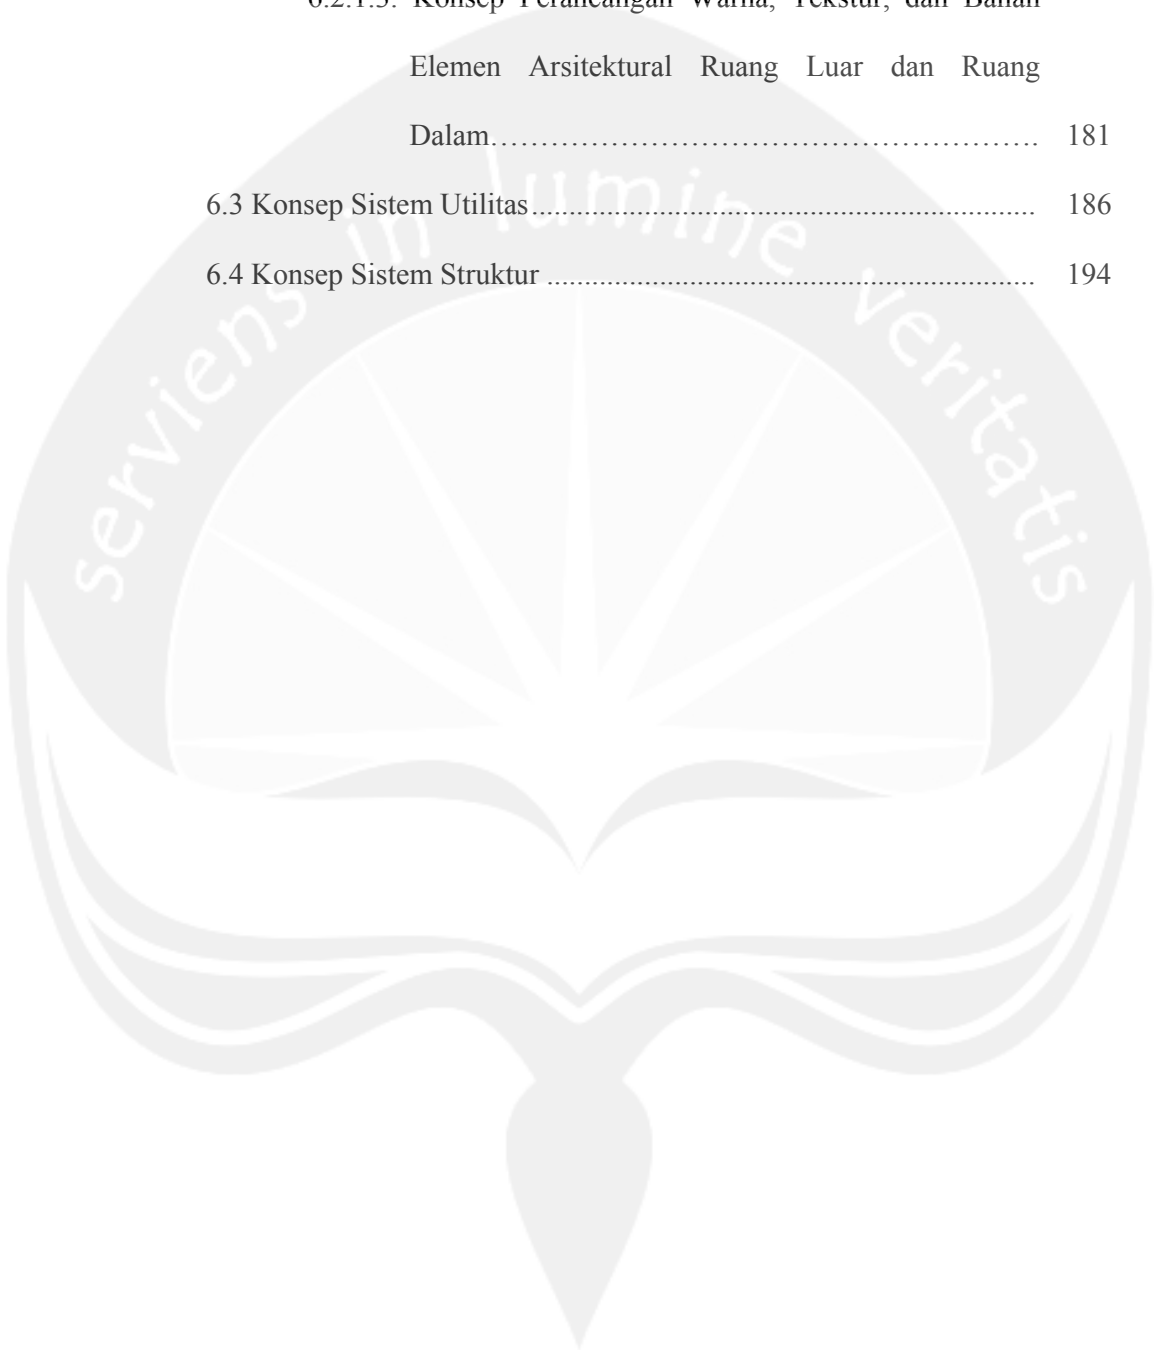 6.2.1.3. Konsep Perancangan Warna, Tekstur, dan Bahan
Elemen Arsitektural Ruang Luar dan Ruang
Dalam…………………………………………………. 181
6.3 Konsep Sistem Utilitas.................................................................... 186
6.4 Konsep Sistem Struktur .................................................................. 194
serviens in lumine veritatis